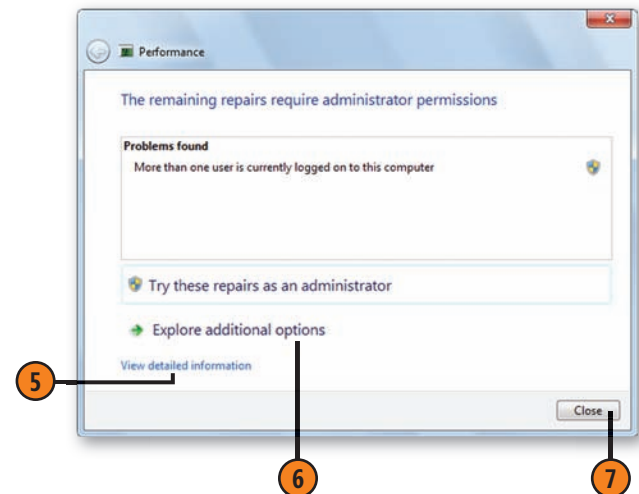 Performance
The remaining repairs require administrator permissions
Problems found
More than one user is currently logged on to this computer
Try these repairs as an administrator
Explore additional options
View detailed information
5
Close
6
7